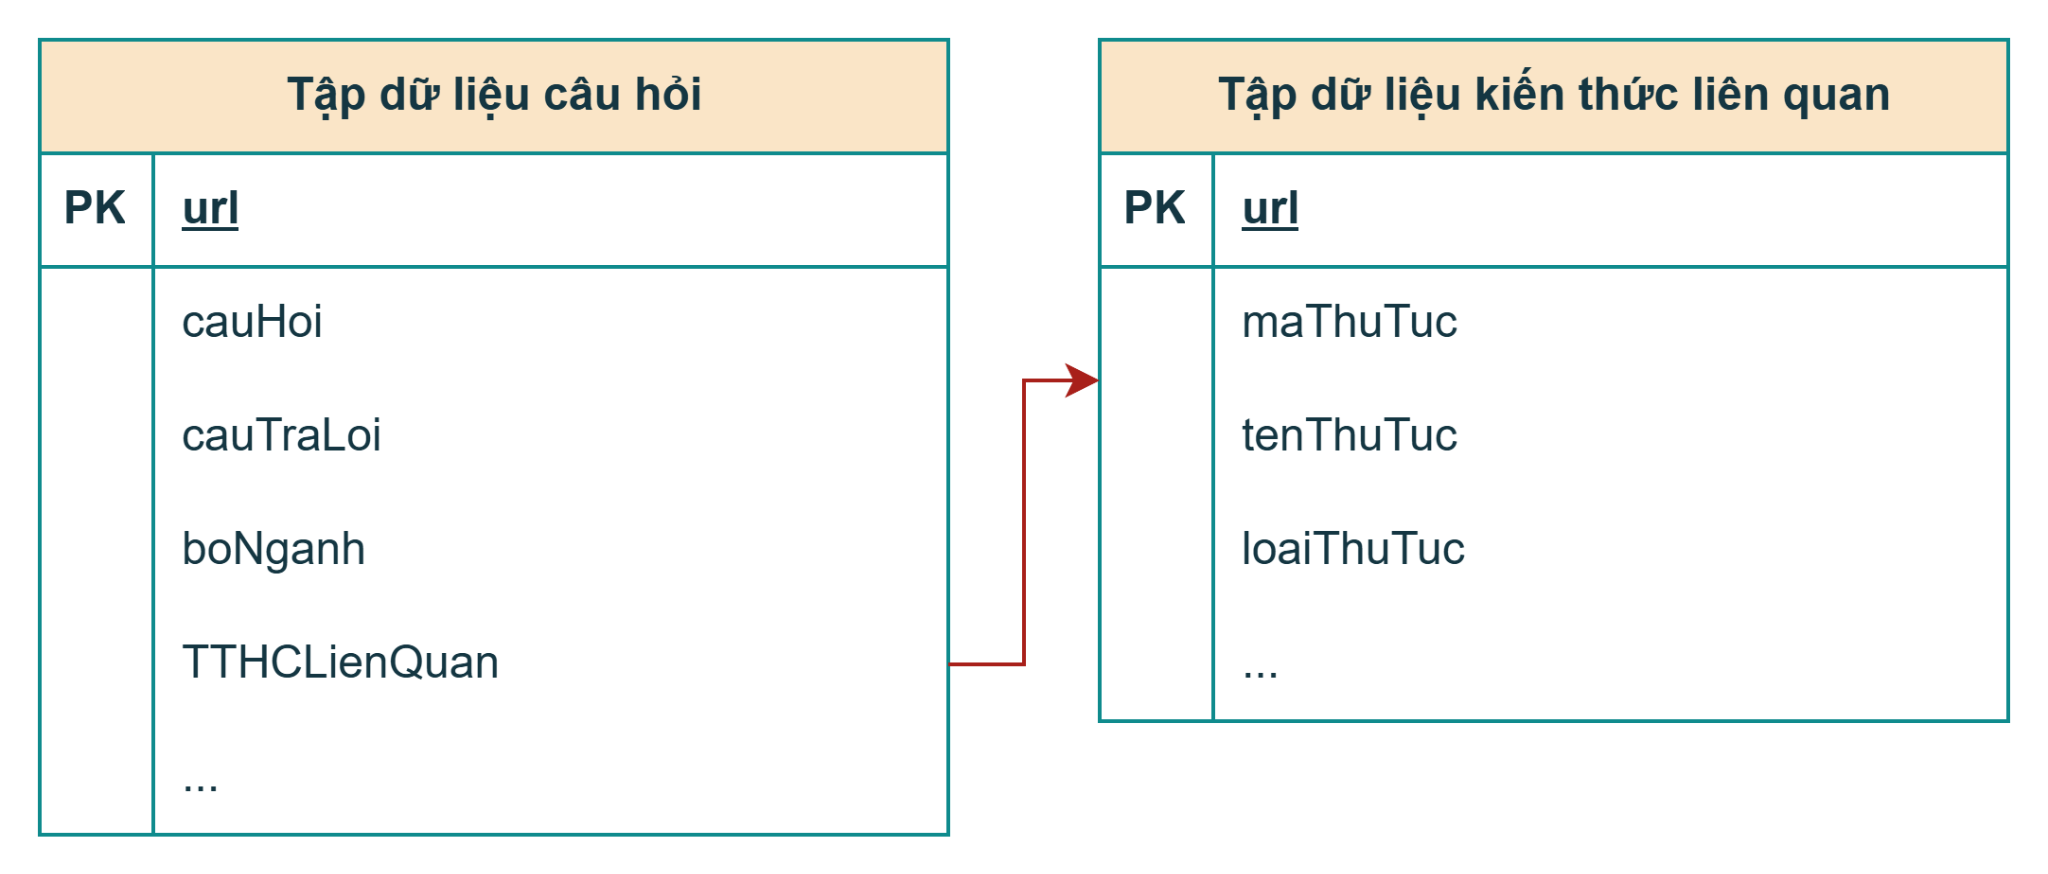 Tập dữ liệu câu hỏi
PK url
cauHoi
cauTraLoi
boNganh
TTHCLienQuan
...
Tập dữ liệu kiến thức liên quan
PK url
maThuTuc
tenThuTuc
loaiThuTuc
...